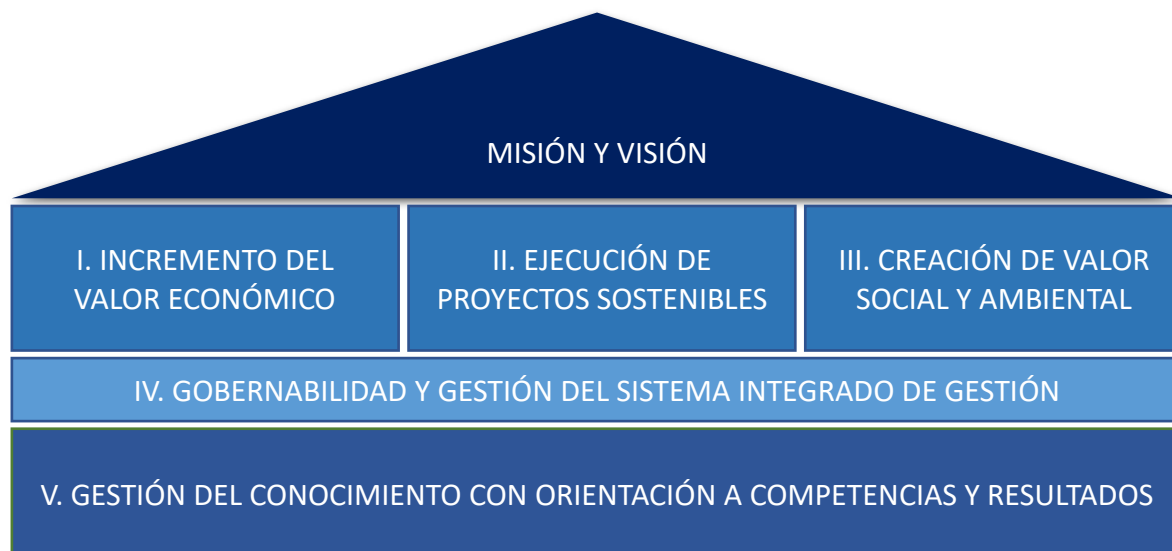 MISIÓN Y VISIÓN
I. INCREMENTO DEL
VALOR ECONÓMICO
II. EJECUCIÓN DE
PROYECTOS SOSTENIBLES
III. CREACIÓN DE VALOR
SOCIAL Y AMBIENTAL
IV. GOBERNABILIDAD Y GESTIÓN DEL SISTEMA INTEGRADO DE GESTIÓN
V. GESTIÓN DEL CONOCIMIENTO CON ORIENTACIÓN A COMPETENCIAS Y RESULTADOS